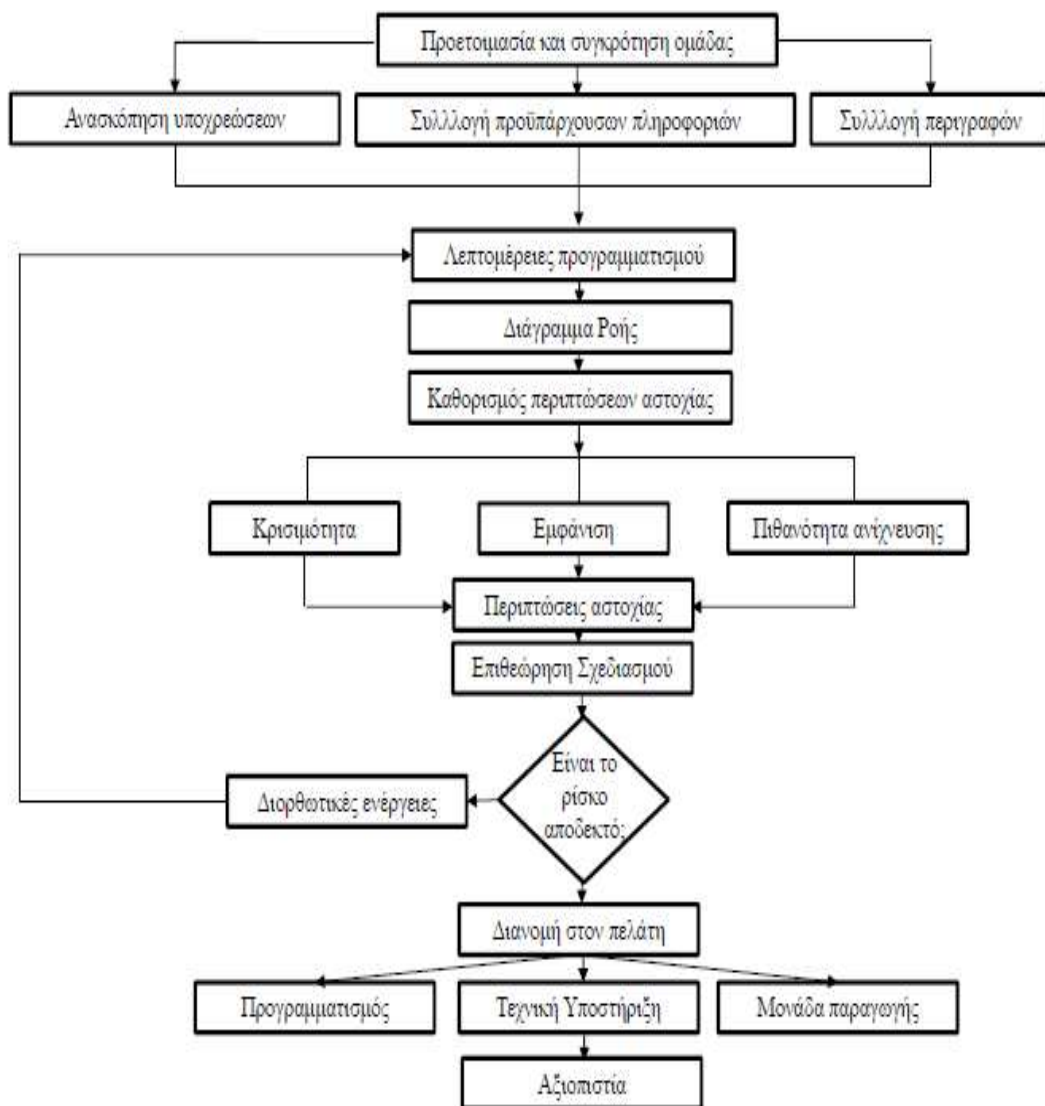 Προετοιμασία και συγκρότηση ομάδας
Ανασκόπηση υποχρεώσεων
Συλλλογή προϋπάρχουσων πληροφοριών
Συλλλογή περιγραφών
Λεπτομέρειες προγραμματισμού
Διάγραμμα Ροής
Καθορισμός περιπτώσεων αστοχίας
Κρισιμότητα
Εμφάνιση
Πιθανότητα ανίχνευσης
Περιπτώσεις αστοχίας
Επιθεώρηση Σχεδιασμού
Είναι το
ρίσκο
αποδεκτό;
Διορθωτικές ενέργειες
Διανομή στον πελάτη
Προγραμματισμός
Τεχνική Υποστήριξη
Μονάδα παραγωγής
Αξιοπιστία